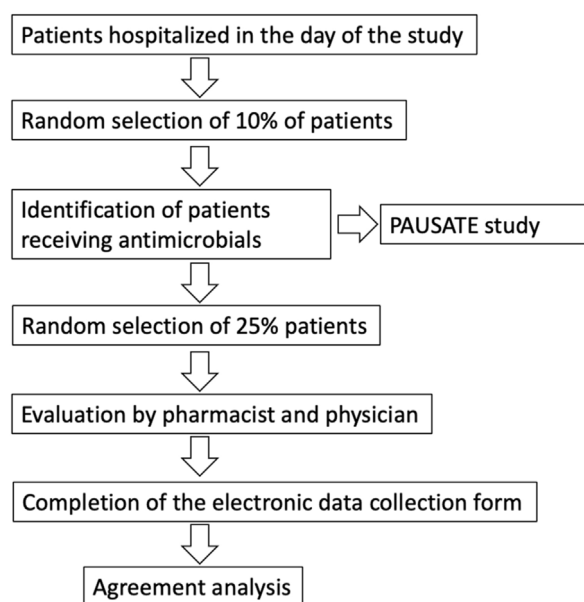 Patients hospitalized in the day of the study
Random selection of 10% of patients
Identification of patients
receiving antimicrobials
PAUSATE study
Random selection of 25% patients
Evaluation by pharmacist and physician
Completion of the electronic data collection form
Agreement analysis